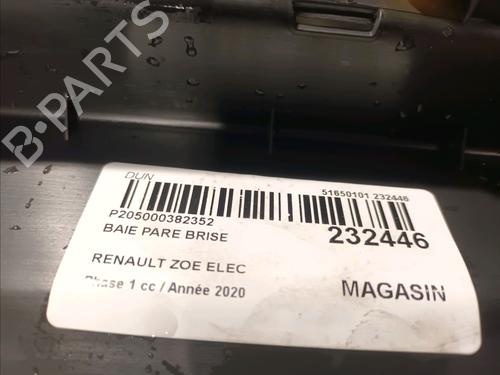 B-PARTS
DUN
51650101 232446
P205000382352
BAIE PARE BRISE
232446
RENAULT ZOE ELEC
Phase 1 cc / Année 2020
MAGASIN